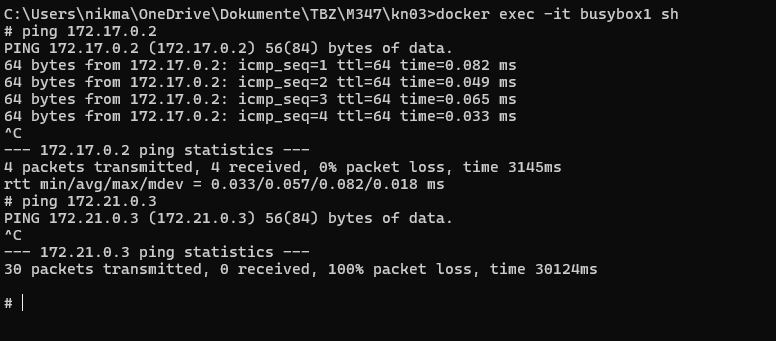 C:\Users\nikma\OneDrive\Dokumente\TBZ\M347\kn03>docker exec -it busybox1 sh
# ping 172.17.0.2
PING 172.17.0.2 (172.17.0.2) 56(84) bytes of data.
64 bytes from 172.17.0.2: icmp_seq=1 ttl=64 time=0.082 ms
64 bytes from 172.17.0.2: icmp_seq=2 ttl=64 time=0.049 ms
64 bytes from 172.17.0.2: icmp_seq=3 ttl=64 time=0.065 ms
64 bytes from 172.17.0.2: icmp_seq=4 ttl=64 time=0.033 ms
^C
--- 172.17.0.2 ping statistics ---
4 packets transmitted, 4 received, 0% packet loss, time 3145ms
rtt min/avg/max/mdev = 0.033/0.057/0.082/0.018 ms
# ping 172.21.0.3
PING 172.21.0.3 (172.21.0.3) 56(84) bytes of data.
^C
--- 172.21.0.3 ping statistics ---
30 packets transmitted, 0 received, 100% packet loss, time 30124ms
#